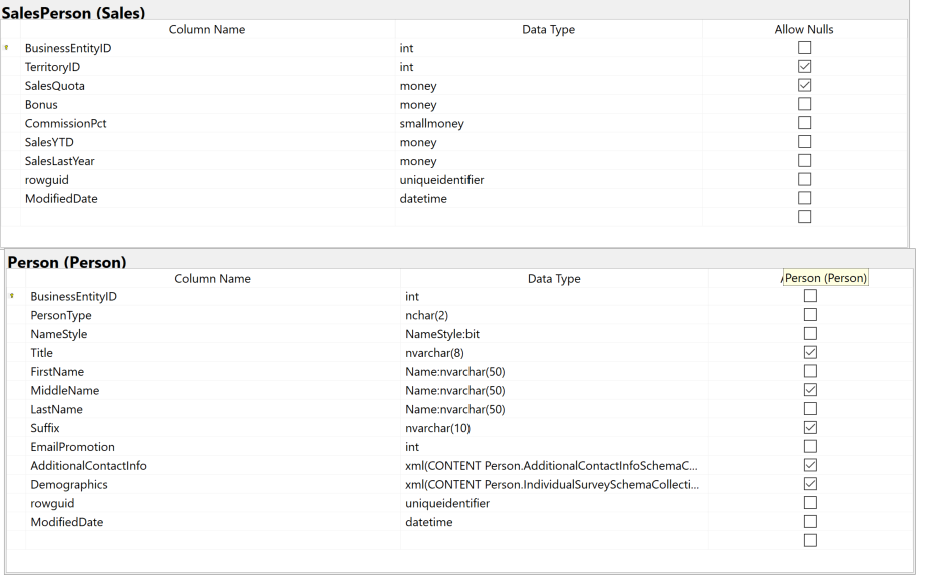 SalesPerson (Sales)
Column Name Data Type Allow Nulls
BusinessEntityID int
TerritoryID int
SalesQuota money
Bonus money
CommissionPct smallmoney
SalesYTD money
SalesLastYear money
rowguid uniqueidentifier
ModifiedDate datetime
Person (Person)
Column Name Data Type Person (Person)
BusinessEntityID int
PersonType nchar(2)
NameStyle NameStyle:bit
Title nvarchar(8)
FirstName Name:nvarchar(50)
MiddleName Name:nvarchar(50)
LastName Name:nvarchar(50)
Suffix nvarchar(10)
EmailPromotion int
AdditionalContactInfo xml(CONTENT Person.AdditionalContactInfoSchemaC...
Demographics xml(CONTENT Person.IndividualSurveySchemaCollecti...
rowguid uniqueidentifier
ModifiedDate datetime